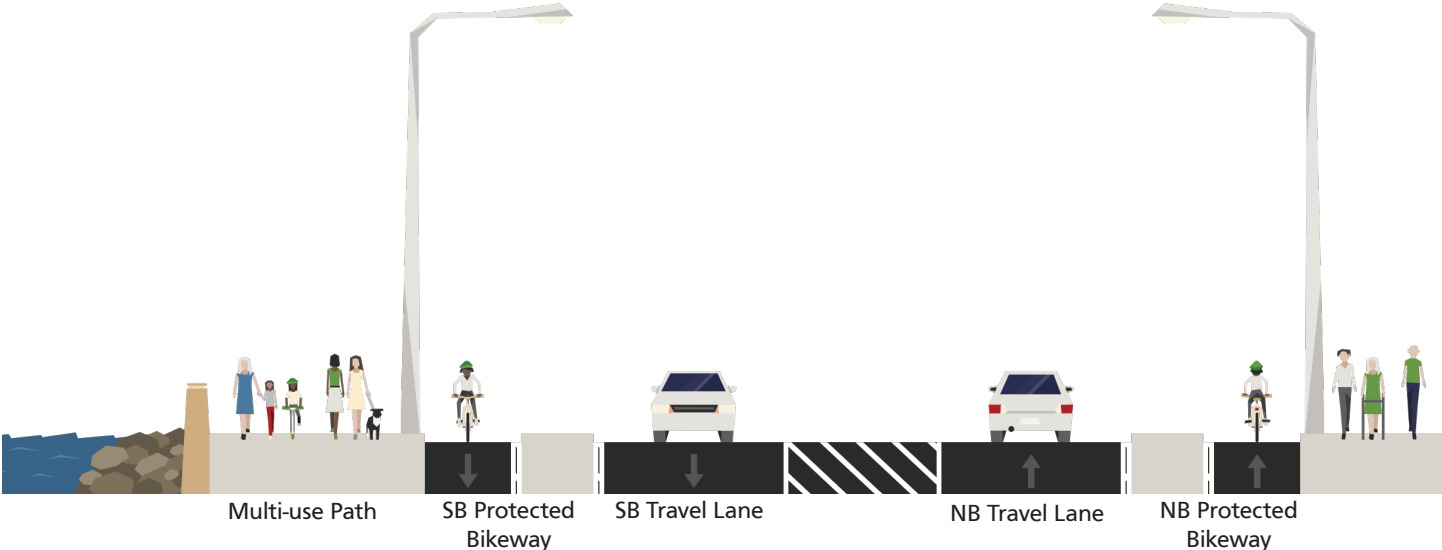 Multi-use Path
SB Protected
Bikeway
SB Travel Lane
NB Travel Lane
NB Protected
Bikeway